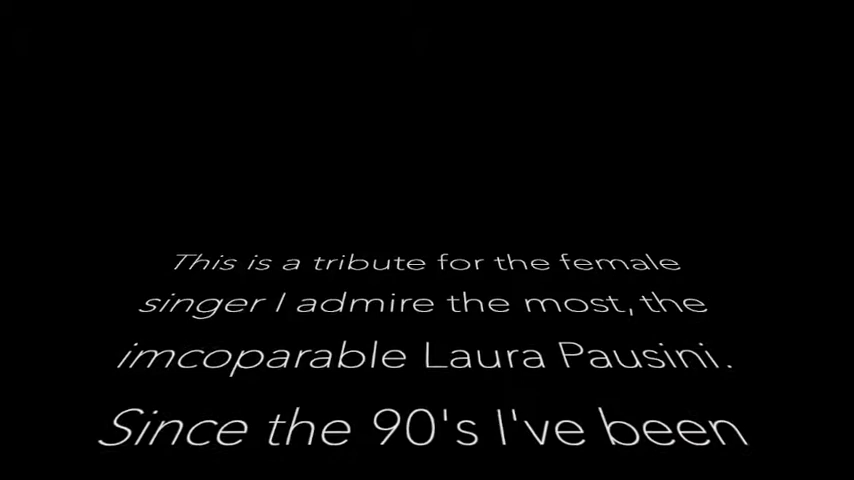 This is a tribute for the female
singer I admire the most, the
imcoparable Laura Pausini.
Since the 90's I've been